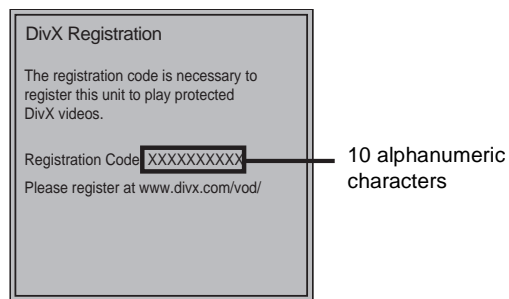 DivX Registration
The registration code is necessary to
register this unit to play protected
DivX videos.
Registration Code XXXXXXXXXX
Please register at www.divx.com/vod/
10 alphanumeric
characters